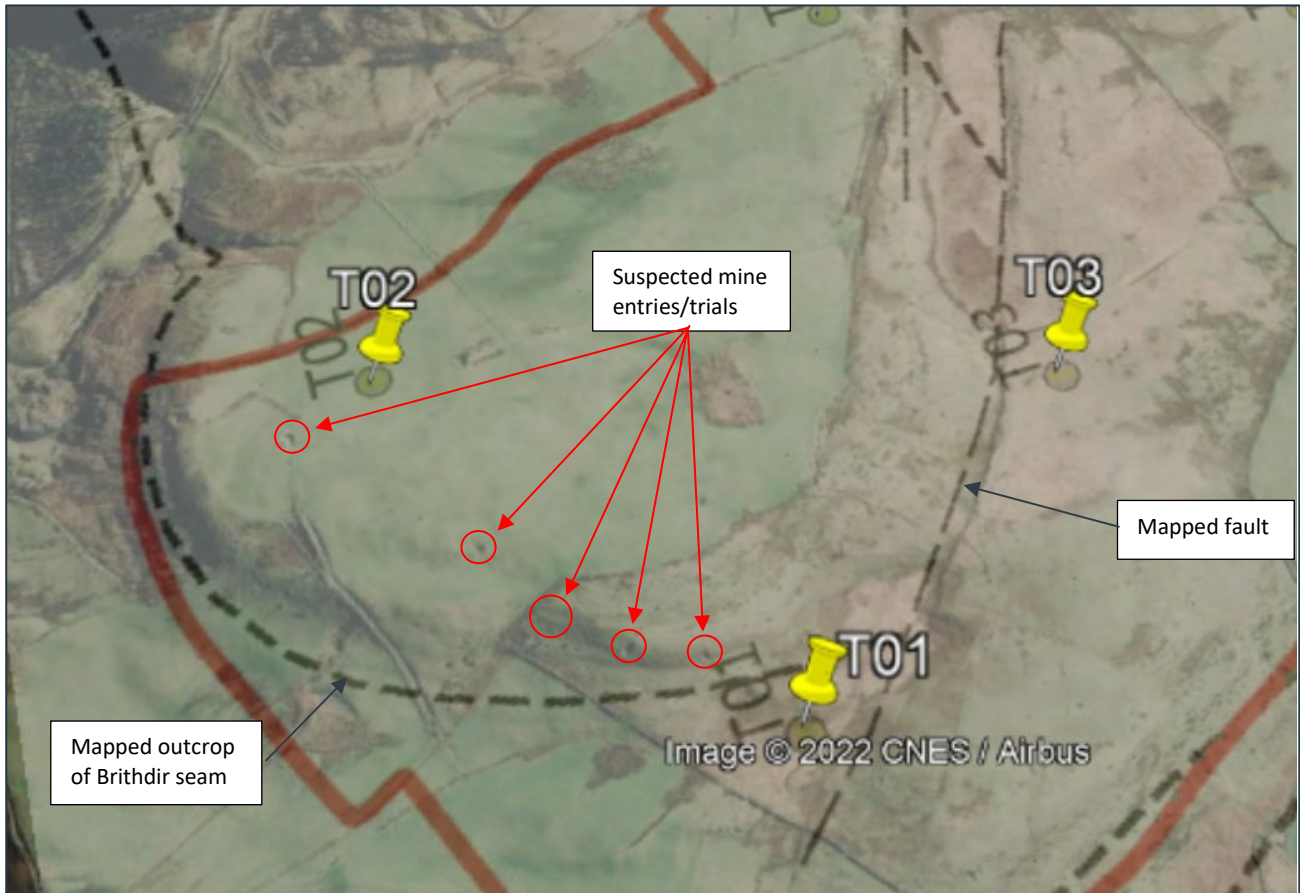 T02
T02
Suspected mine
entries/trials
T03
T03
Mapped fault
T01
T01
Mapped outcrop
of Brithdir seam
Image © 2022 CNES / Airbus